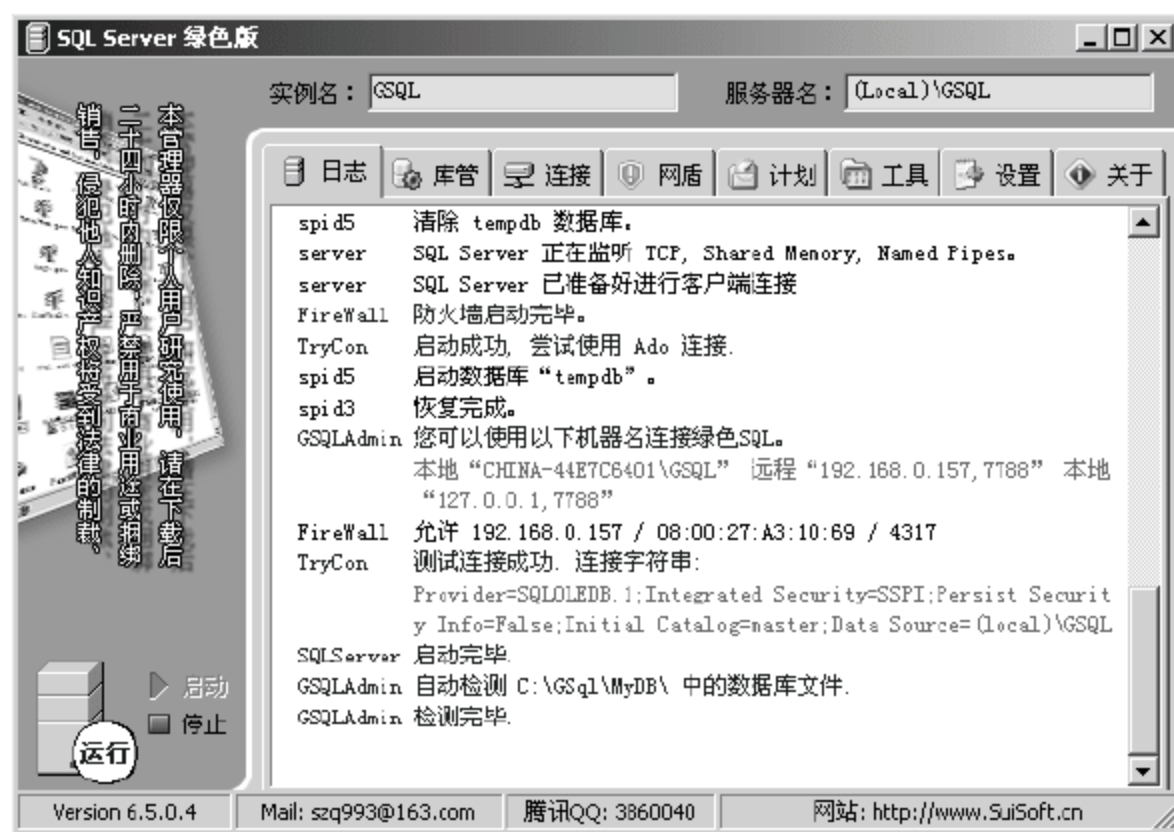 SQL Server 绿色版
实例名： GSQL 服务器名： (Local)\GSQL
本管理器仅限个人用户研究使用，请在下载后
二十四小时内删除，严禁用于商业用途或捆绑
销售，侵犯他人知识产权将受到法律的制裁、
日志 库管 连接 网盾 计划 工具 设置 关于
spid5 清除 tempdb 数据库。
server SQL Server 正在监听 TCP, Shared Memory, Named Pipes。
server SQL Server 已准备好进行客户端连接
FireWall 防火墙启动完毕。
TryCon 启动成功, 尝试使用 Ado 连接.
spid5 启动数据库“tempdb”。
spid3 恢复完成。
GSQLAdmin 您可以使用以下机器名连接绿色SQL。
本地“CHINA-44E7C6401\GSQL” 远程“192.168.0.157,7788” 本地
“127.0.0.1,7788”
FireWall 允许 192.168.0.157 / 08:00:27:A3:10:69 / 4317
TryCon 测试连接成功. 连接字符串:
Provider=SQLOLEDB.1;Integrated Security=SSPI;Persist Securit
y Info=False;Initial Catalog=master;Data Source=(local)\GSQL
SQLServer 启动完毕.
GSQLAdmin 自动检测 C:\GSql\MyDB\ 中的数据库文件.
GSQLAdmin 检测完毕.
启动
停止
运行
Version 6.5.0.4 Mail: szq993@163.com 腾讯QQ: 3860040 网站: http://www.SuiSoft.cn